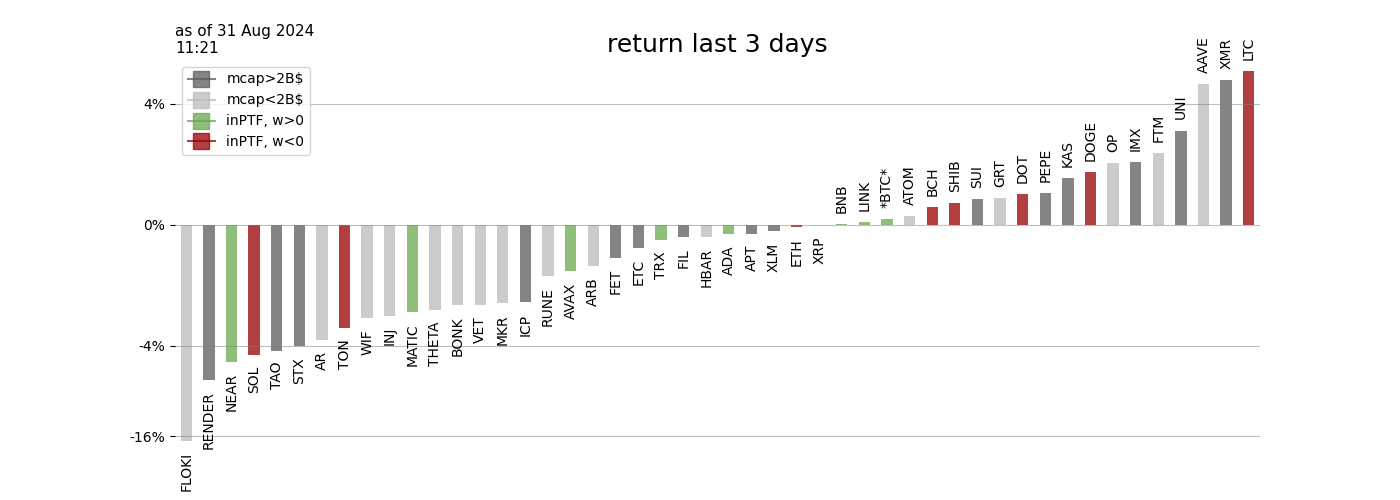 as of 31 Aug 2024
11:21
return last 3 days
mcap>2B$
mcap<2B$
inPTF, w>0
inPTF, w<0
4%
0%
-4%
-16%
FLOKI
RENDER
NEAR
SOL
TAO
STX
AR
TON
WIF
INJ
MATIC
THETA
BONK
VET
MKR
ICP
RUNE
AVAX
ARB
FET
ETC
TRX
FIL
HBAR
ADA
APT
XLM
ETH
XRP
BNB
LINK
*BTC*
ATOM
BCH
SHIB
SUI
GRT
DOT
PEPE
KAS
DOGE
OP
IMX
FTM
UNI
AAVE
XMR
LTC